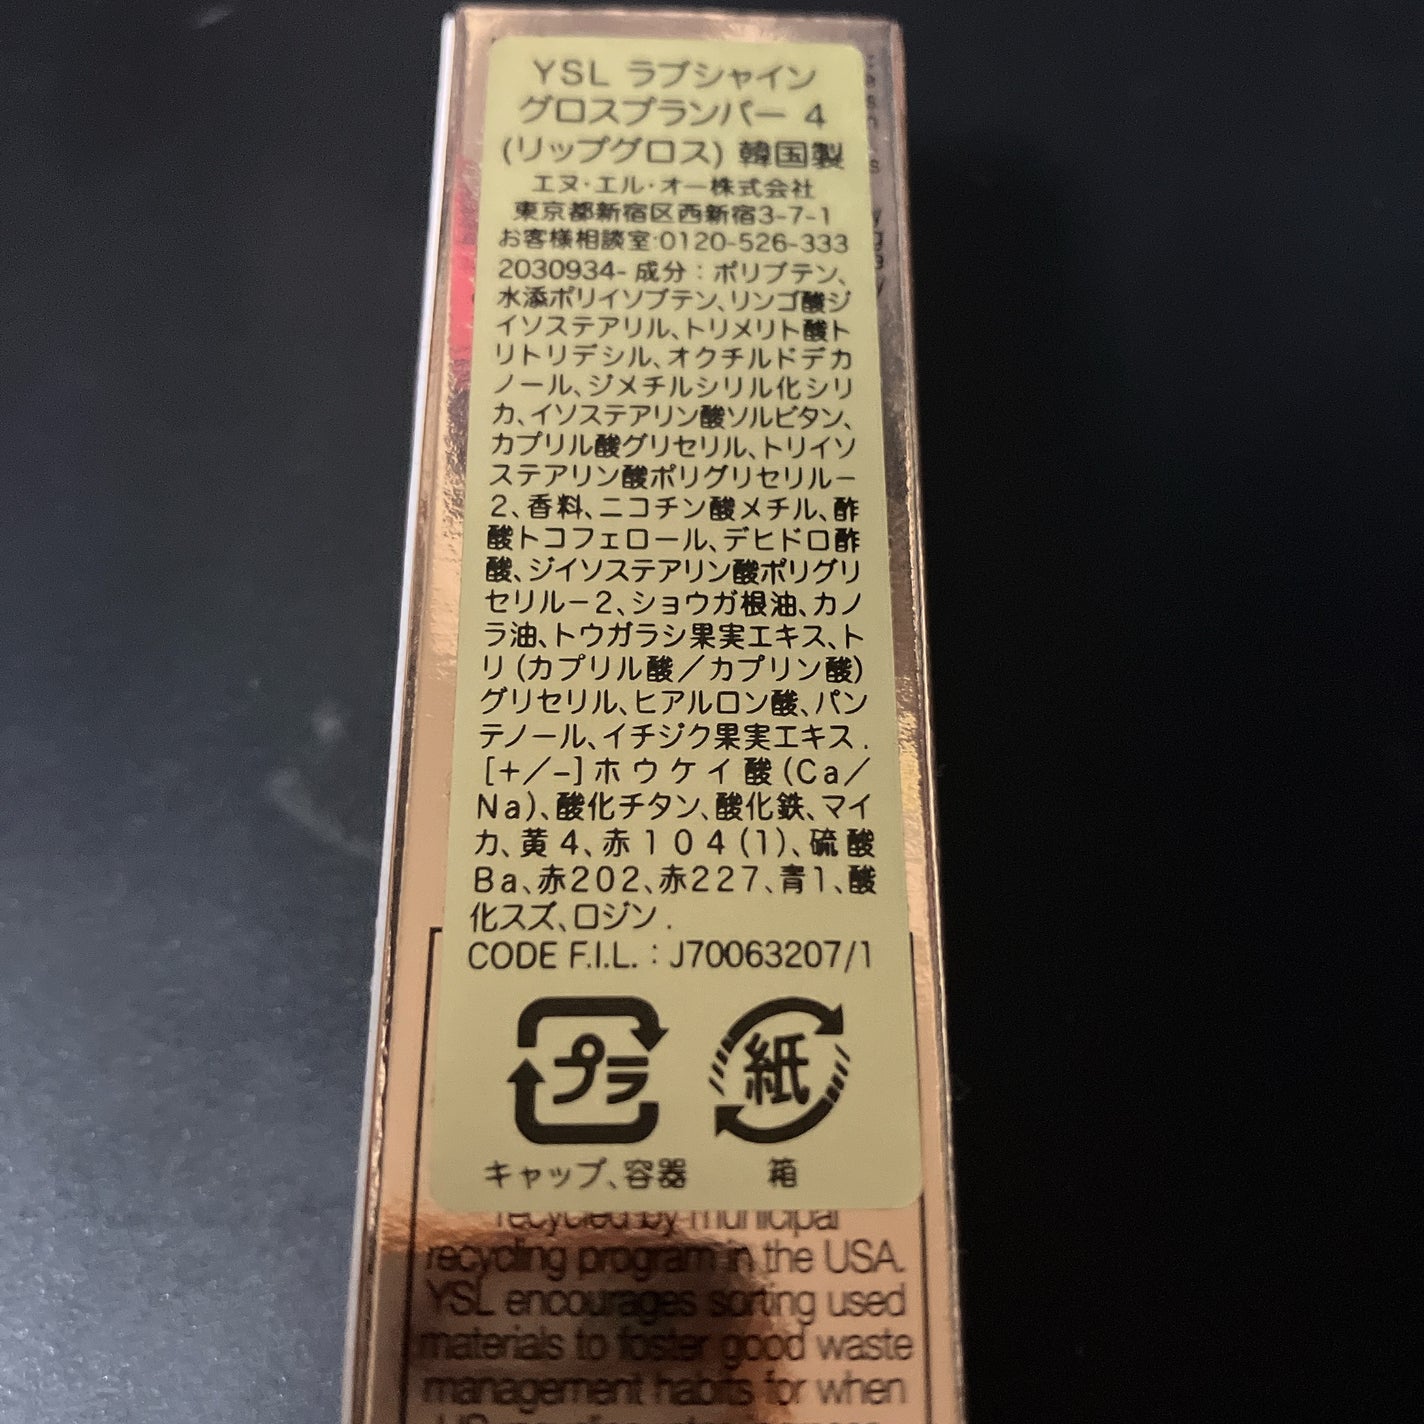 YSL ラブシャイン
グロスプランパー 4
(リップグロス) 韓国製
エヌ・エル・オー株式会社
東京都新宿区西新宿3-7-1
お客様相談室:0120-526-333
2030934- 成分：ポリブテン、
水添ポリイソブテン、リンゴ酸ジ
イソステアリル、トリメリト酸ト
リトリデシル、オクチルドデカ
ノール、ジメチルシリル化シリ
カ、イソステアリン酸ソルビタン、
カプリル酸グリセリル、トリイソ
ステアリン酸ポリグリセリル－
2、香料、ニコチン酸メチル、酢
酸トコフェロール、デヒドロ酢
酸、ジイソステアリン酸ポリグリ
セリル－2、ショウガ根油、カノ
ラ油、トウガラシ果実エキス、ト
リ(カプリル酸／カプリン酸)
グリセリル、ヒアルロン酸、パン
テノール、イチジク果実エキス.
[+/-]ホウケイ酸(Ca／
Na)、酸化チタン、酸化鉄、マイ
カ、黄4、赤104(1)、硫酸
Ba、赤202、赤227、青1、酸
化スズ、ロジン.
CODE F.I.L. : J70063207/1
プラ
紙
キャップ、容器
箱
recycled by municipal
recycling program in the USA.
YSL encourages sorting used
materials to foster good waste
management habits for when